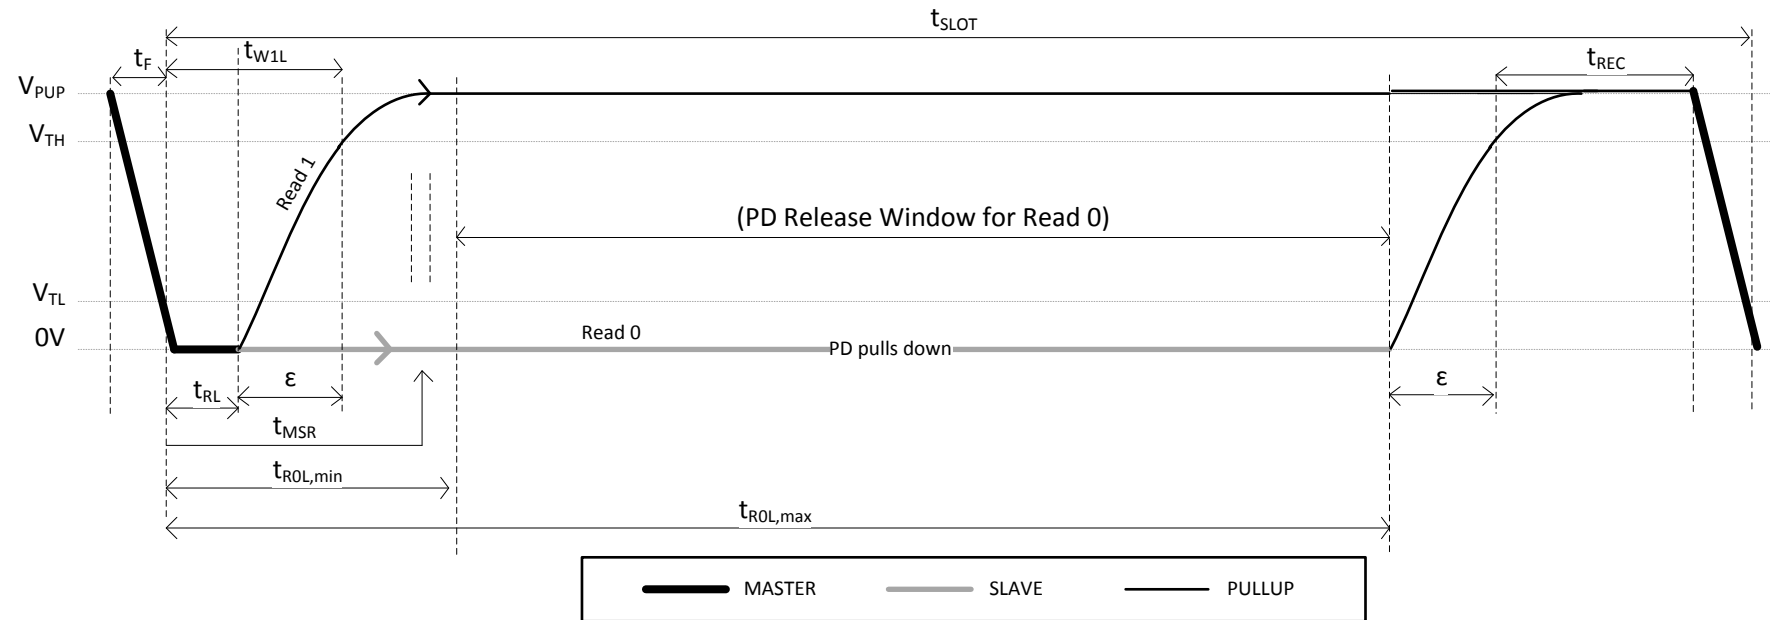 tSLOT
tF
tW1L
tREC
VPUP
VTH
Read 1
(PD Release Window for Read 0)
VTL
0V
Read 0
PD pulls down
tRL
ε
ε
tMSR
tR0L,min
tR0L,max
MASTER
SLAVE
PULLUP